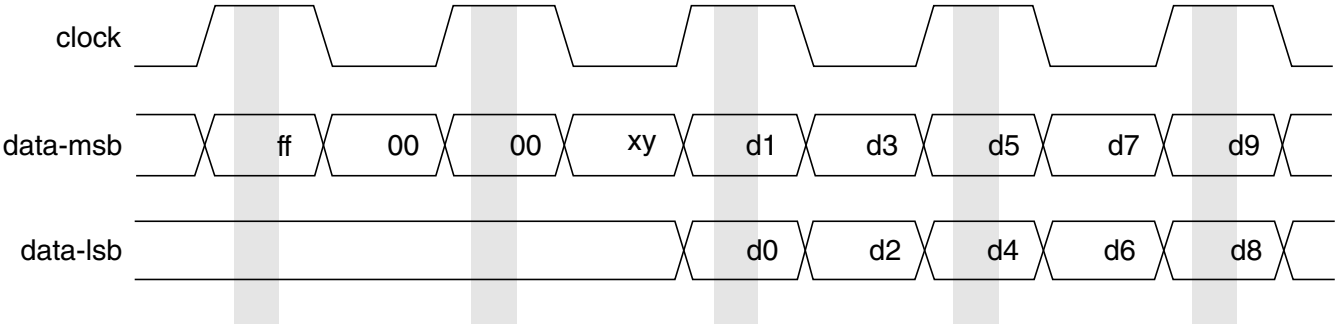 clock
data-msb ff 00 00 xy d1 d3 d5 d7 d9
data-lsb d0 d2 d4 d6 d8